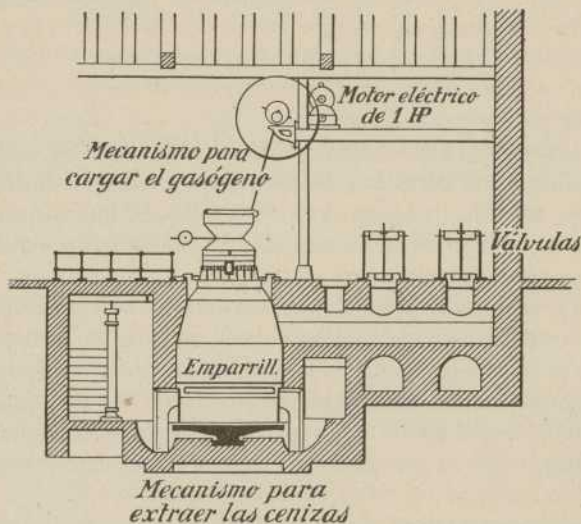 Motor eléctrico
de 1 HP
Mecanismo para
cargar el gasógeno
Válvulas
Emparrill.
Mecanismo para
extraer las cenizas